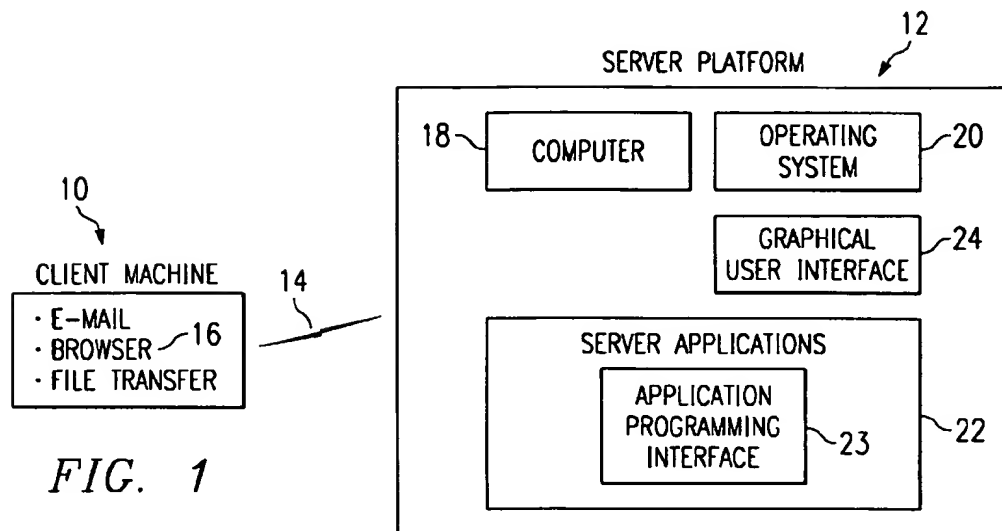 12
SERVER PLATFORM
18
COMPUTER
OPERATING
SYSTEM
20
10
GRAPHICAL
USER INTERFACE
24
CLIENT MACHINE
14
· E-MAIL
· BROWSER
16
· FILE TRANSFER
SERVER APPLICATIONS
APPLICATION
PROGRAMMING
INTERFACE
23
22
FIG. 1